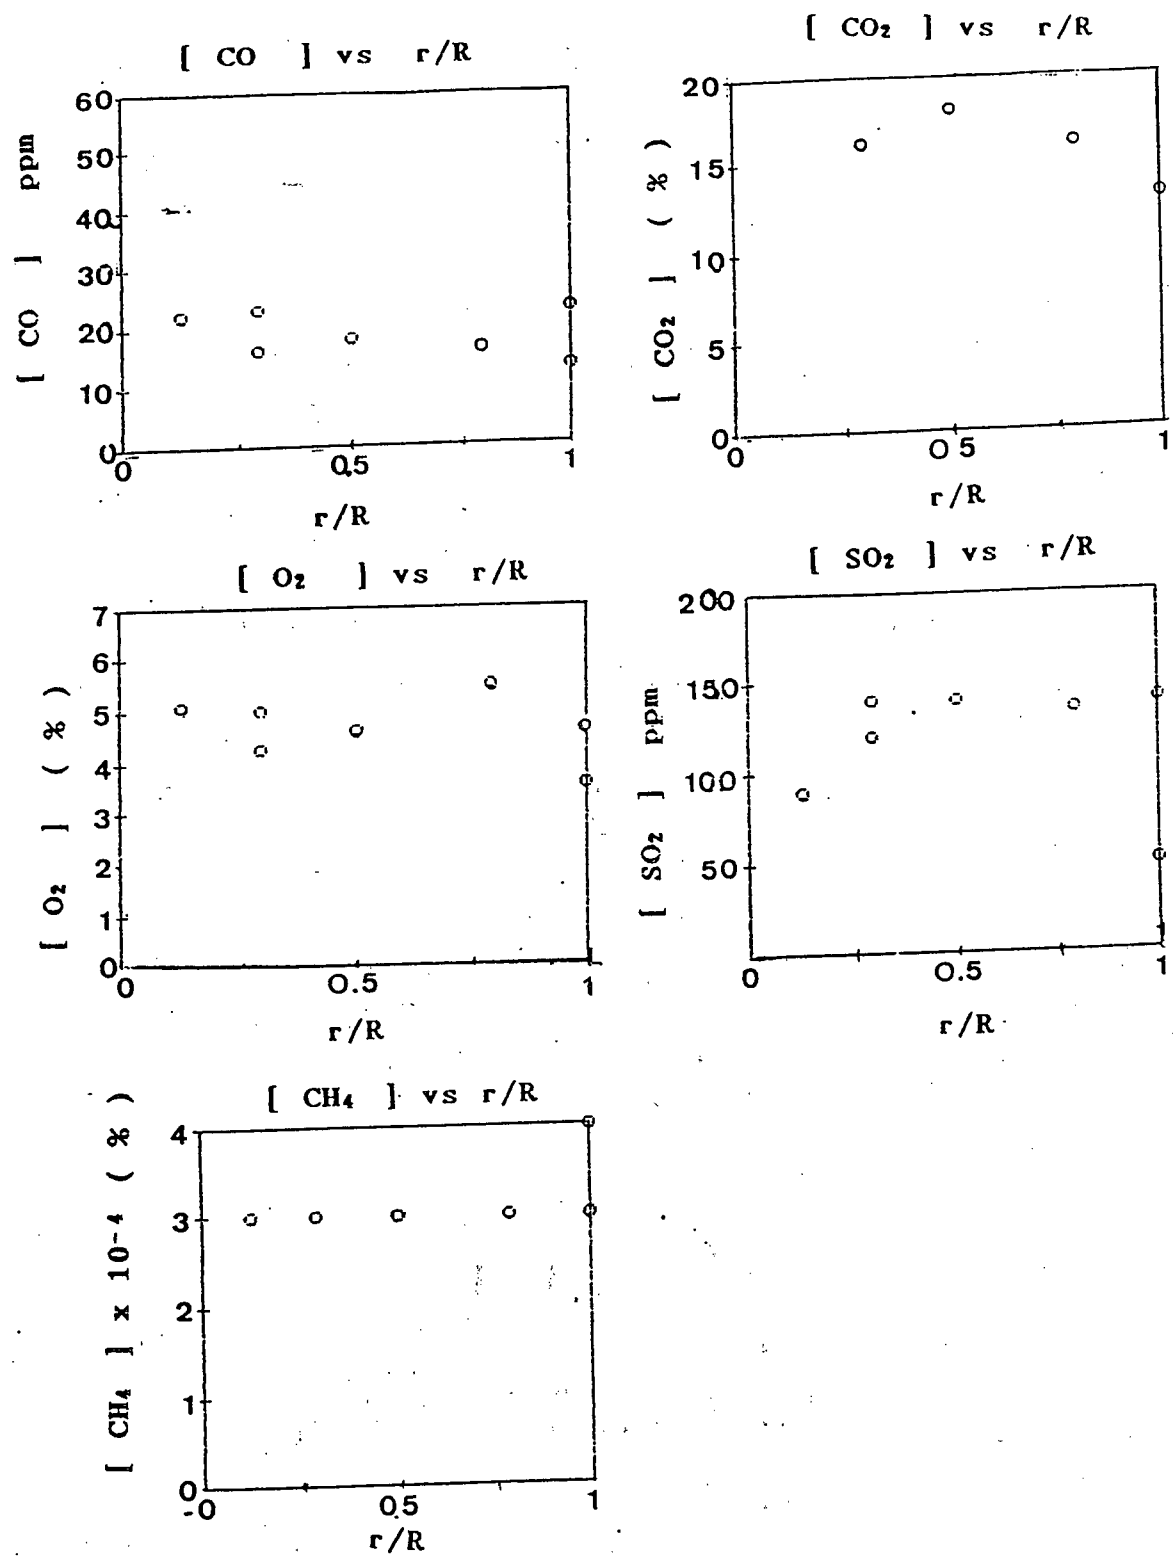 [ CO ] vs r/R
60
50
40
30
20
10
0
[ CO ] ppm
0 0.5 1
r/R
[ CO₂ ] vs r/R
20
15
10
5
0
[ CO₂ ] ( % )
0 0 5 1
r/R
[ O₂ ] vs r/R
7
6
5
4
3
2
1
0
[ O₂ ] ( % )
0 0.5 1
r/R
[ SO₂ ] vs r/R
200
150
100
50
[ SO₂ ] ppm
0 0.5 1
r/R
[ CH₄ ] vs r/R
4
3
2
1
0
[ CH₄ ] x 10⁻⁴ ( % )
-0 0.5 1
r/R